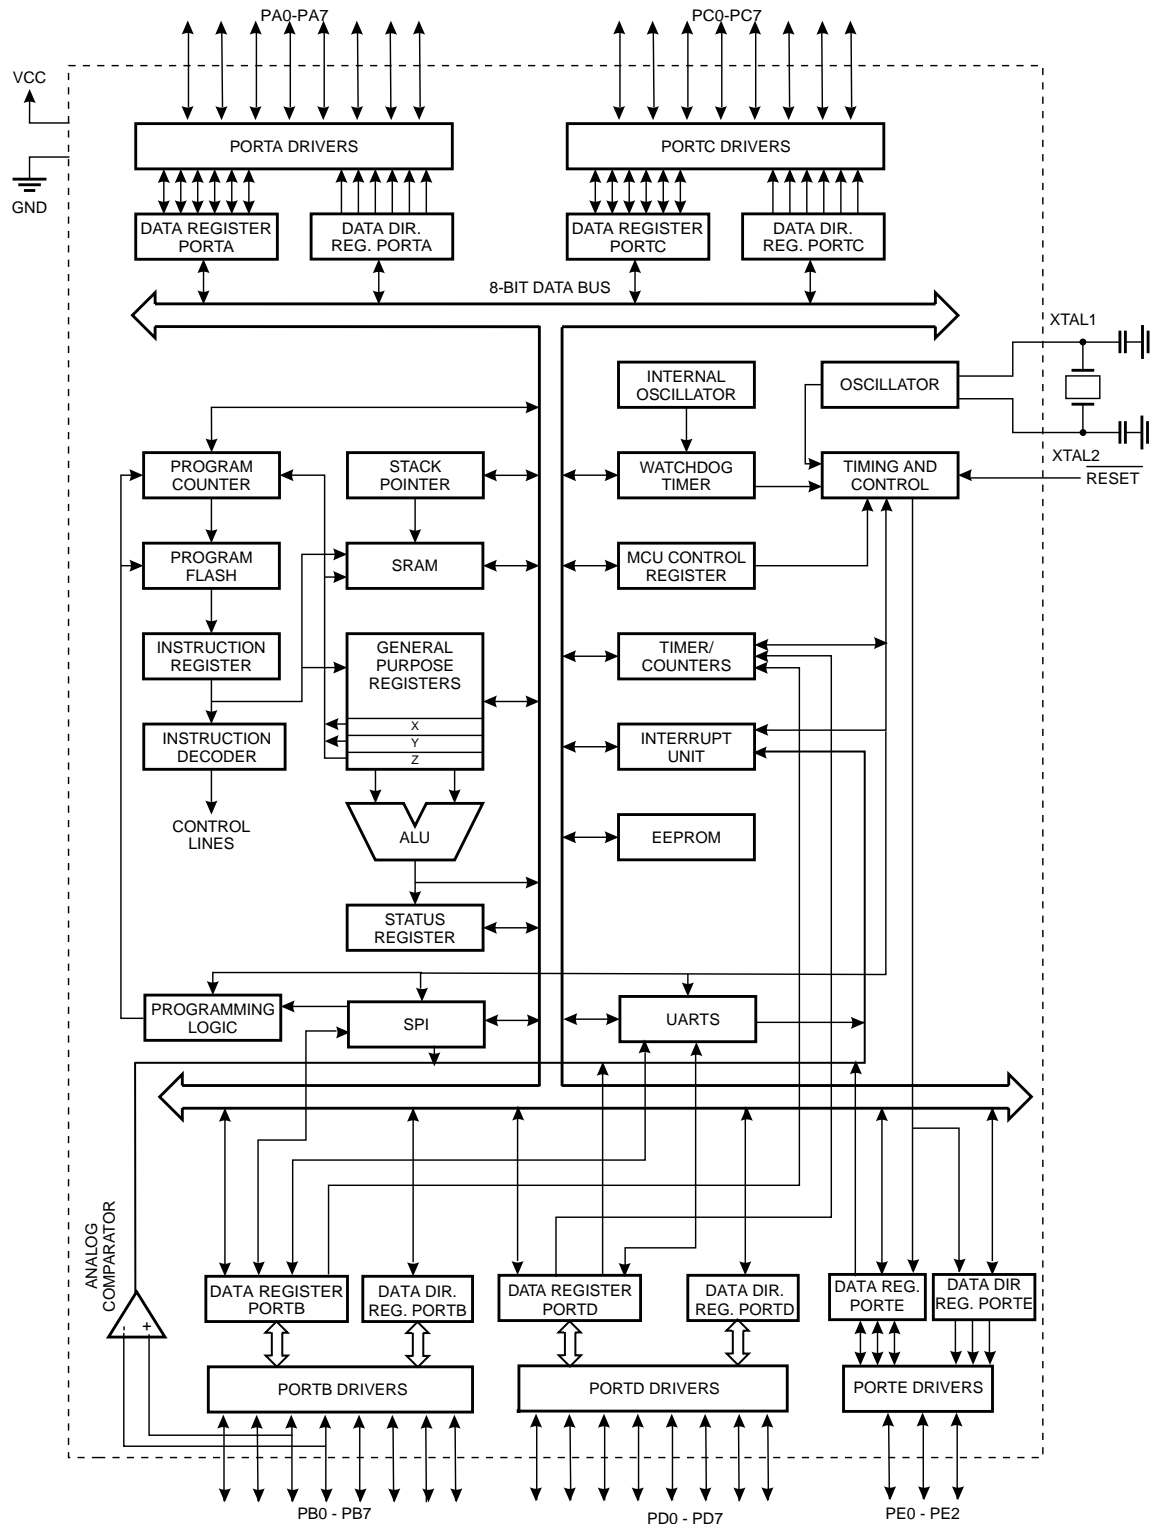 PA0-PA7
PC0-PC7
VCC
GND
PORTA DRIVERS
PORTC DRIVERS
DATA REGISTER
PORTA
DATA DIR.
REG. PORTA
DATA REGISTER
PORTC
DATA DIR.
REG. PORTC
8-BIT DATA BUS
XTAL1
INTERNAL
OSCILLATOR
OSCILLATOR
XTAL2
RESET
PROGRAM
COUNTER
STACK
POINTER
WATCHDOG
TIMER
TIMING AND
CONTROL
PROGRAM
FLASH
SRAM
MCU CONTROL
REGISTER
INSTRUCTION
REGISTER
GENERAL
PURPOSE
REGISTERS
X
Y
Z
TIMER/
COUNTERS
INSTRUCTION
DECODER
INTERRUPT
UNIT
CONTROL
LINES
ALU
EEPROM
STATUS
REGISTER
PROGRAMMING
LOGIC
SPI
UARTS
ANALOG
COMPARATOR
- +
DATA REGISTER
PORTB
DATA DIR.
REG. PORTB
DATA REGISTER
PORTD
DATA DIR.
REG. PORTD
DATA REG.
PORTE
DATA DIR
REG. PORTE
PORTB DRIVERS
PORTD DRIVERS
PORTE DRIVERS
PB0 - PB7
PD0 - PD7
PE0 - PE2